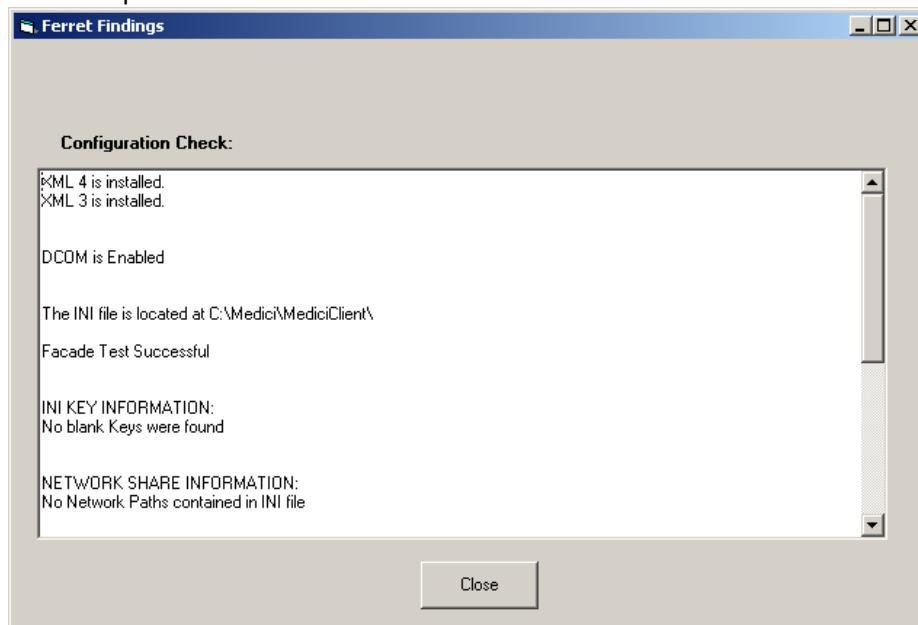 Ferret Findings
Configuration Check:
XML 4 is installed.
XML 3 is installed.
DCOM is Enabled
The INI file is located at C:\Medici\MediciClient\
Facade Test Successful
INI KEY INFORMATION:
No blank Keys were found
NETWORK SHARE INFORMATION:
No Network Paths contained in INI file
Close